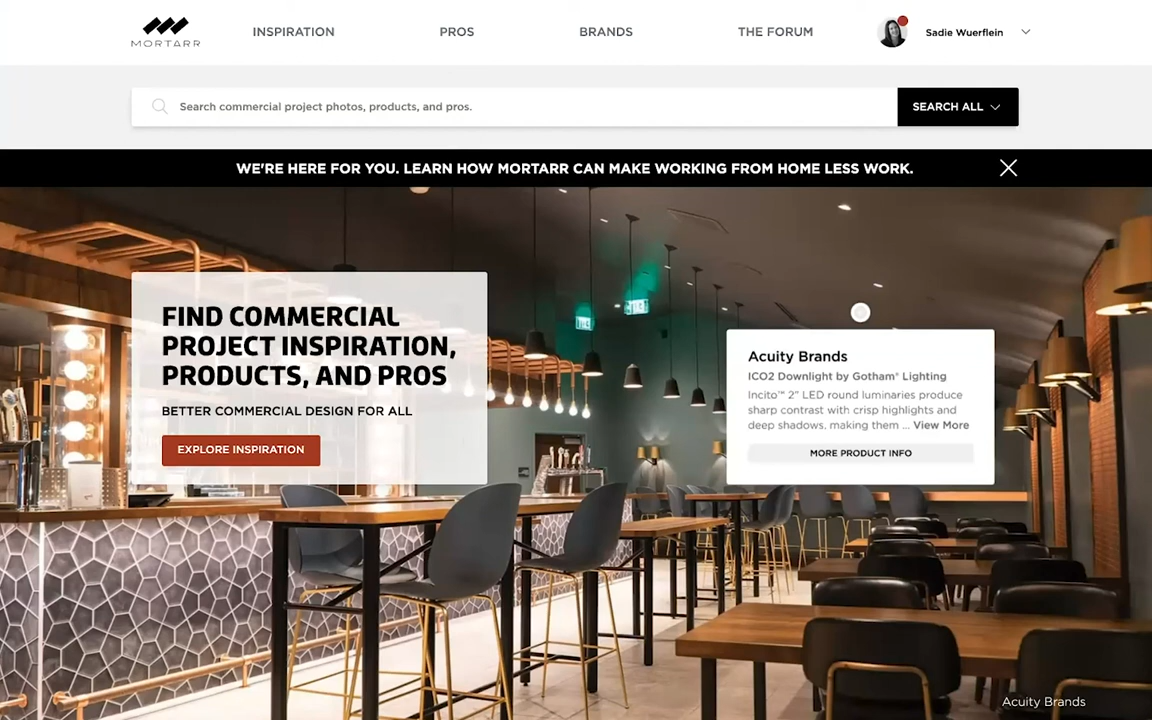 MORTARR
INSPIRATION
PROS
BRANDS
THE FORUM
Sadie Wuerflein
Search commercial project photos, products, and pros.
SEARCH ALL
WE'RE HERE FOR YOU. LEARN HOW MORTARR CAN MAKE WORKING FROM HOME LESS WORK.
FIND COMMERCIAL
PROJECT INSPIRATION,
PRODUCTS, AND PROS
BETTER COMMERCIAL DESIGN FOR ALL
EXPLORE INSPIRATION
Acuity Brands
ICO2 Downlight by Gotham® Lighting
Incito™ 2" LED round luminaries produce
sharp contrast with crisp highlights and
deep shadows, making them ... View More
MORE PRODUCT INFO
Acuity Brands